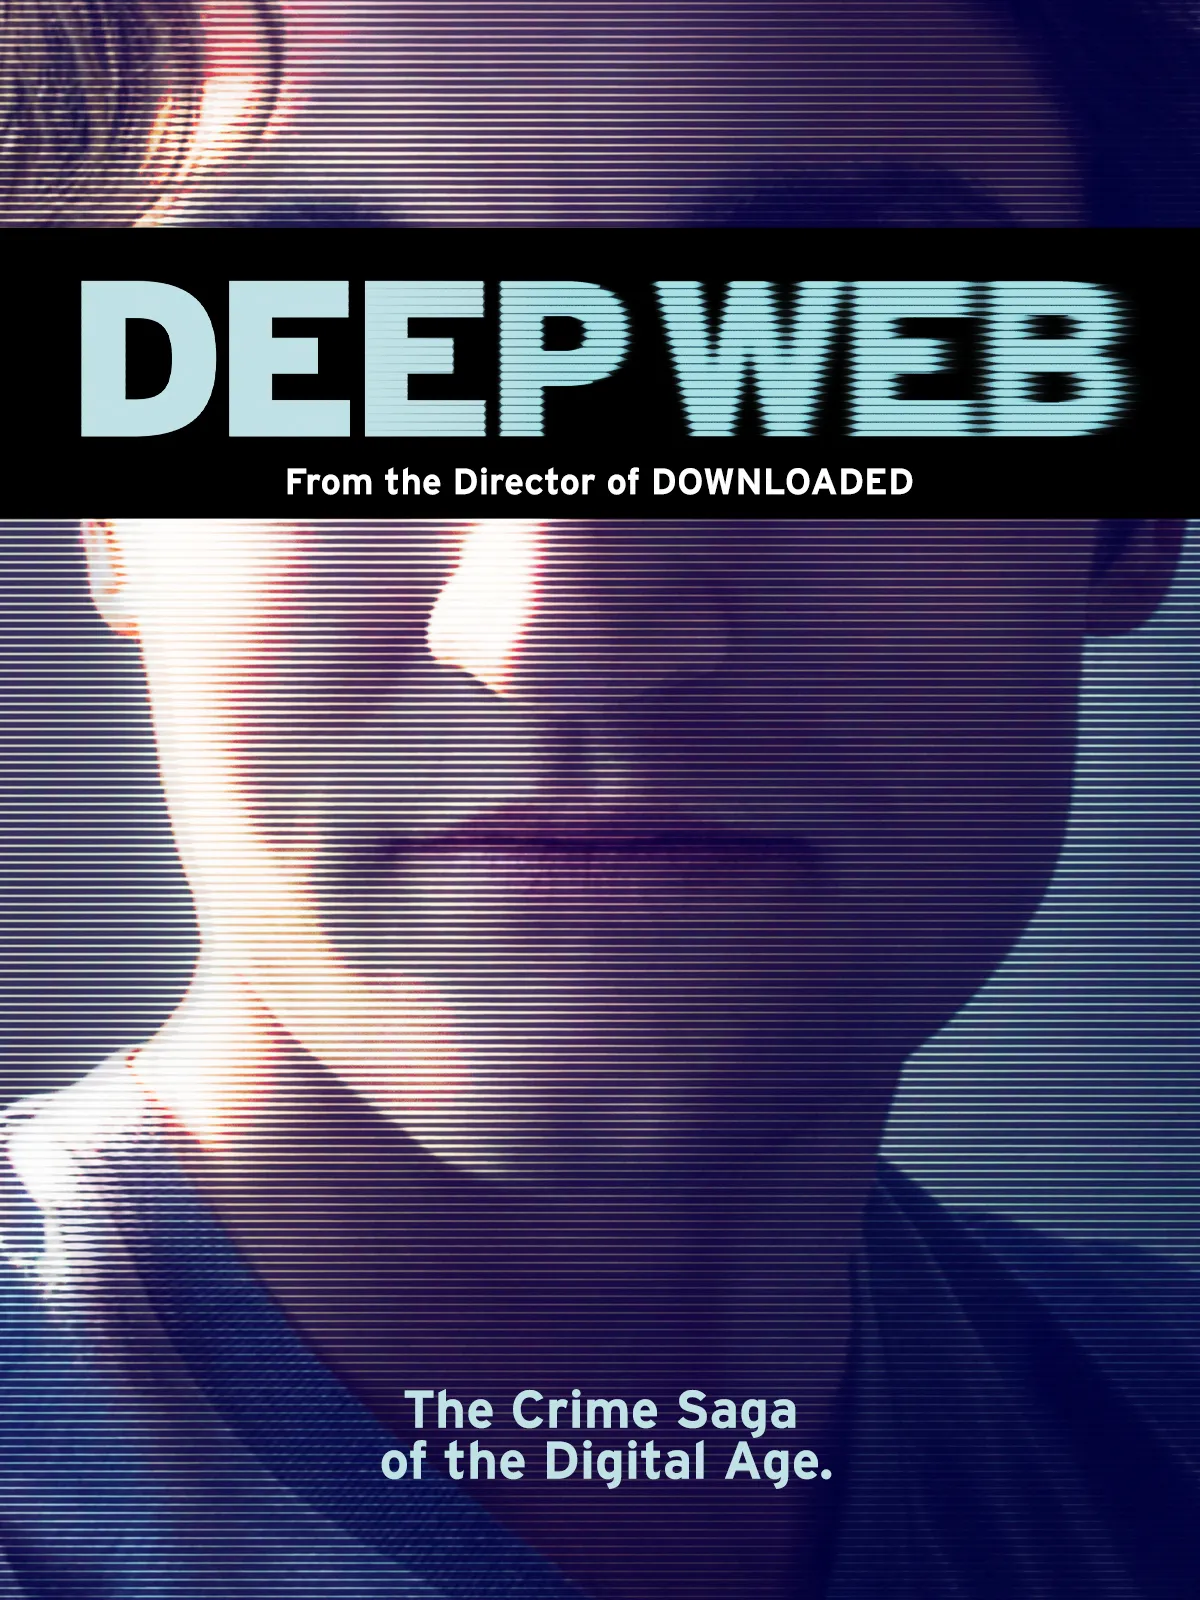 DEEP WEB
From the Director of DOWNLOADED
The Crime Saga
of the Digital Age.